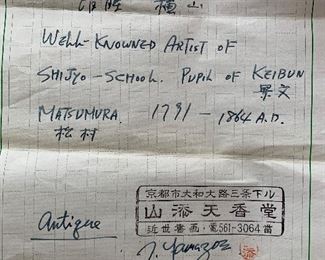 横山
WELL-KNOWNED ARTIST OF
SHIJYO-SCHOOL. PUPIL OF KEIBUN
景文
MATSUMURA. 1791 - 1864 A.D.
松村
京都市大和大路三条下ル
山添天香堂
近世書画・電561-3064番
Antique
J. Yamazoe